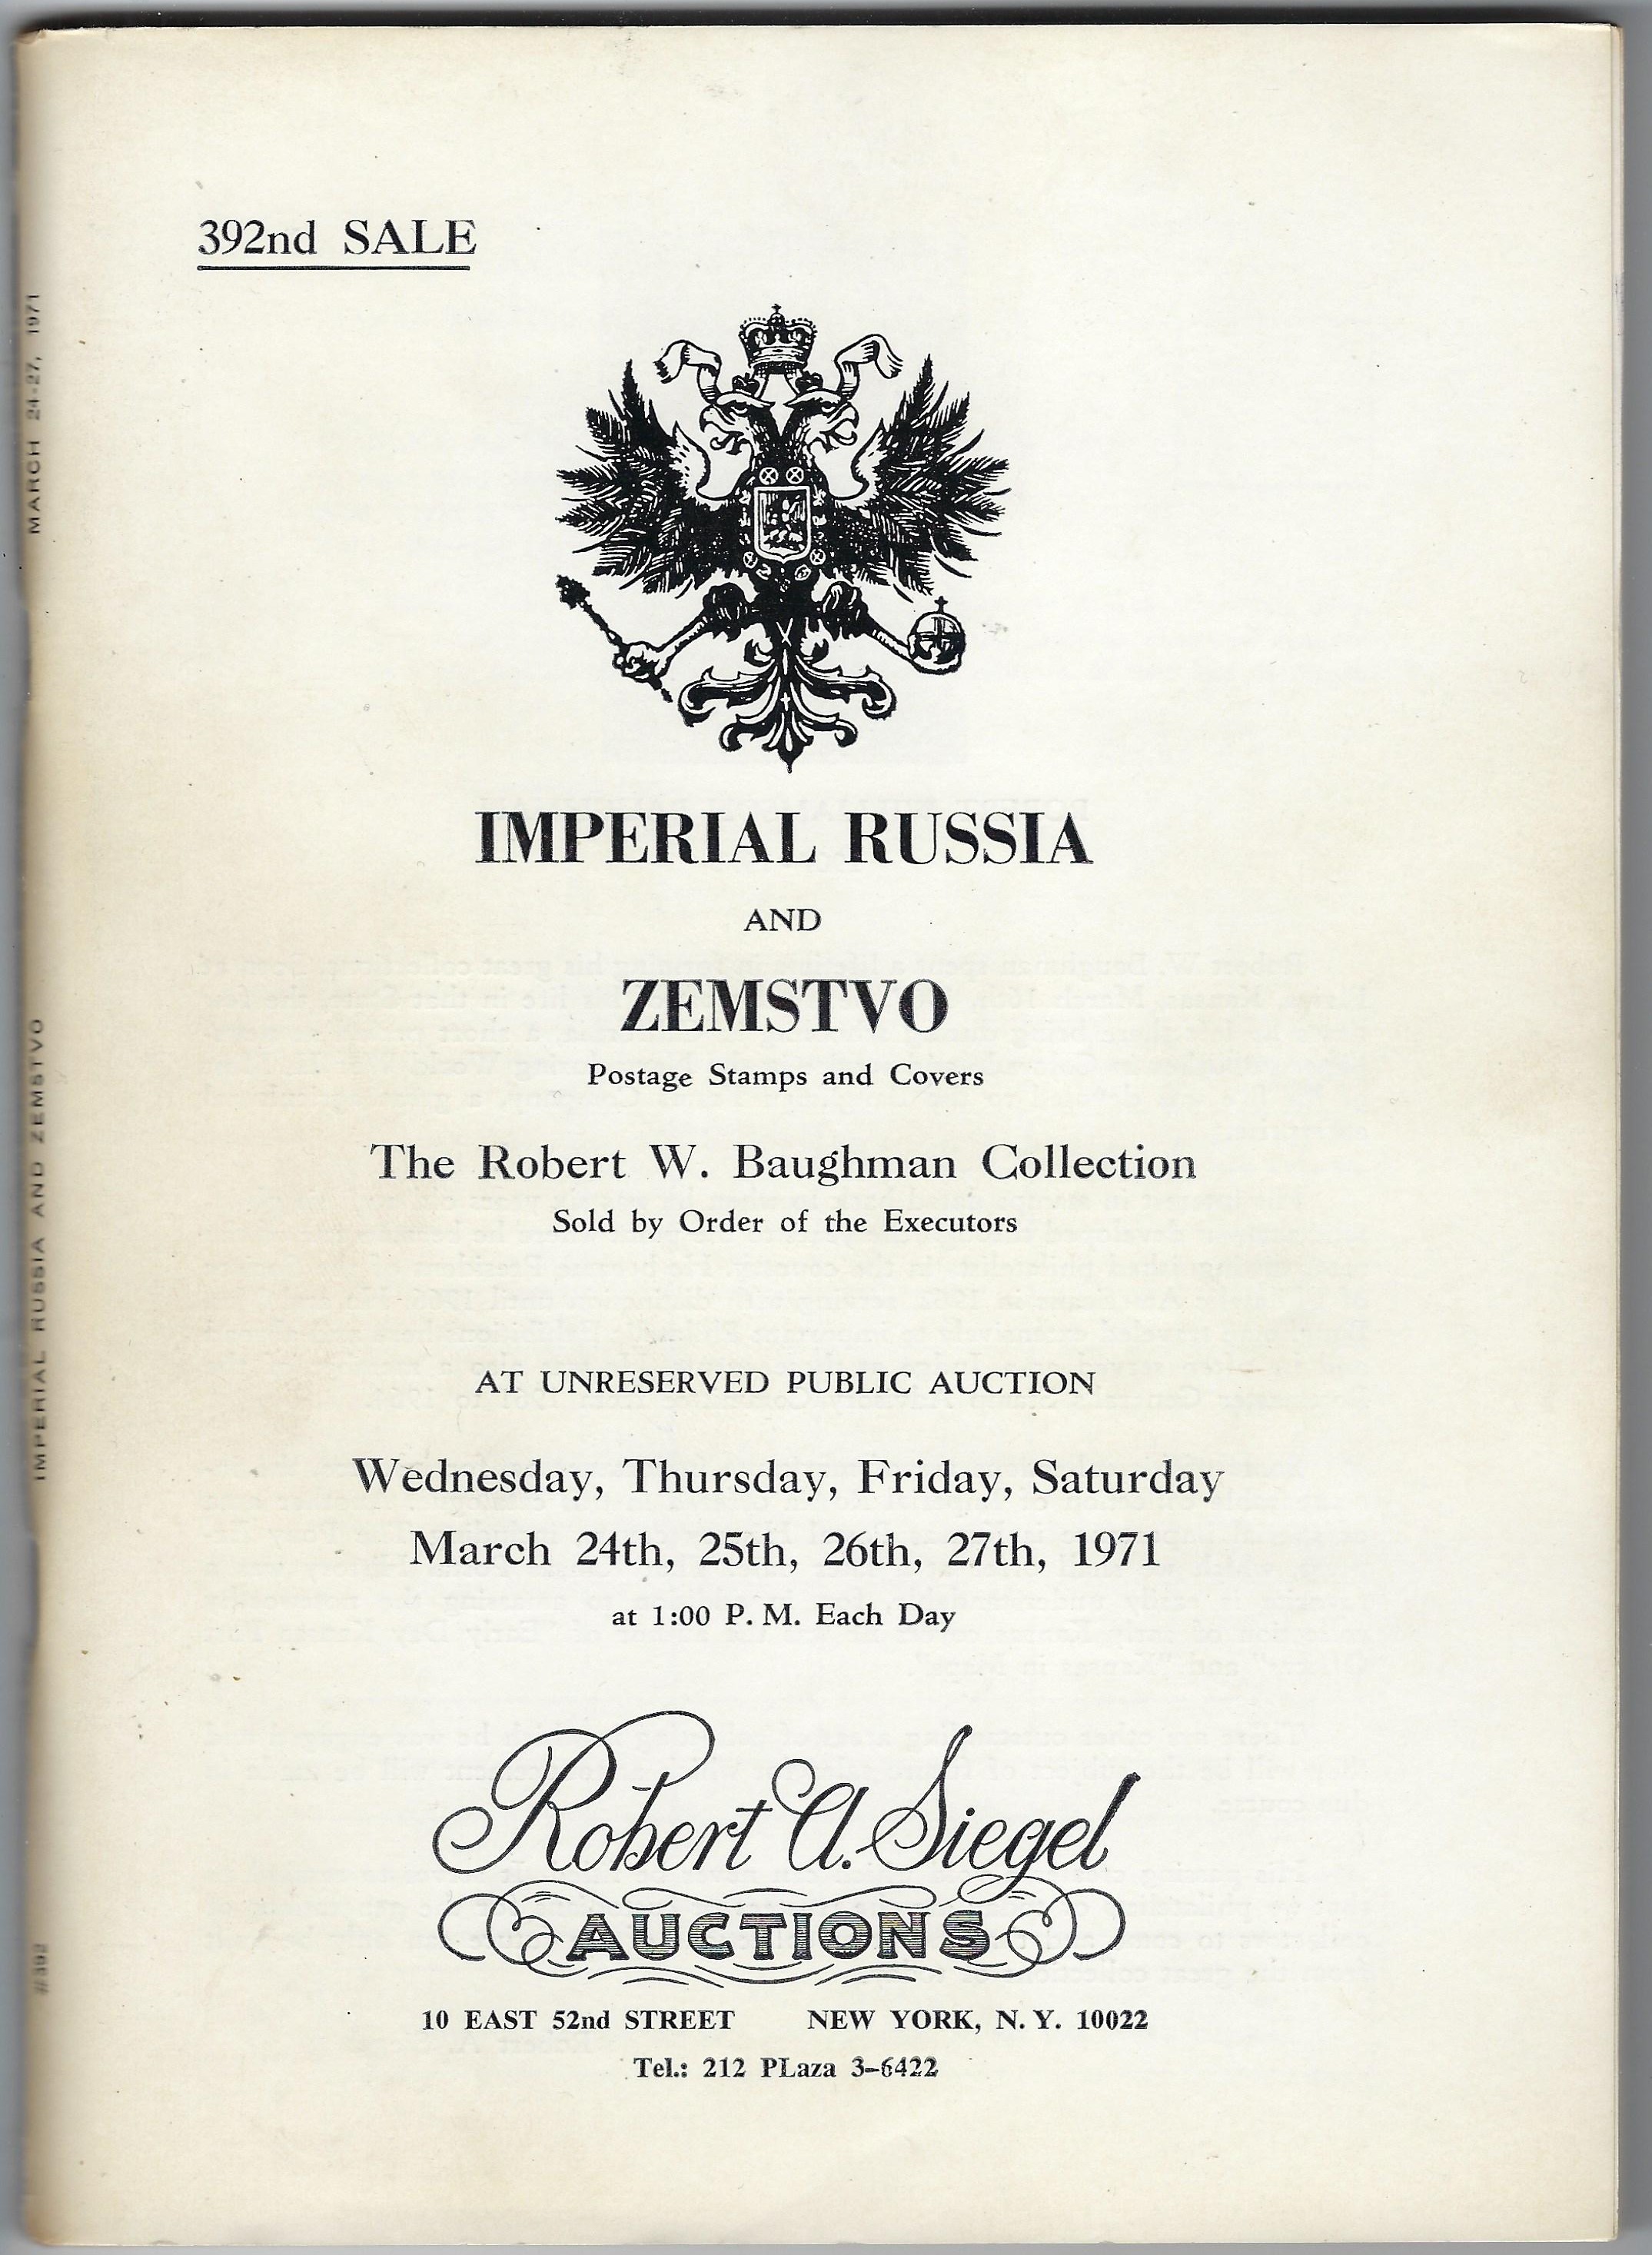 392nd SALE
IMPERIAL RUSSIA
AND
ZEMSTVO
Postage Stamps and Covers
The Robert W. Baughman Collection
Sold by Order of the Executors
AT UNRESERVED PUBLIC AUCTION
Wednesday, Thursday, Friday, Saturday
March 24th, 25th, 26th, 27th, 1971
at 1:00 P. M. Each Day
Robert A. Siegel
AUCTIONS
10 EAST 52nd STREET NEW YORK, N. Y. 10022
Tel.: 212 PLaza 3-6422
#392 IMPERIAL RUSSIA AND ZEMSTVO MARCH 24-27, 1971